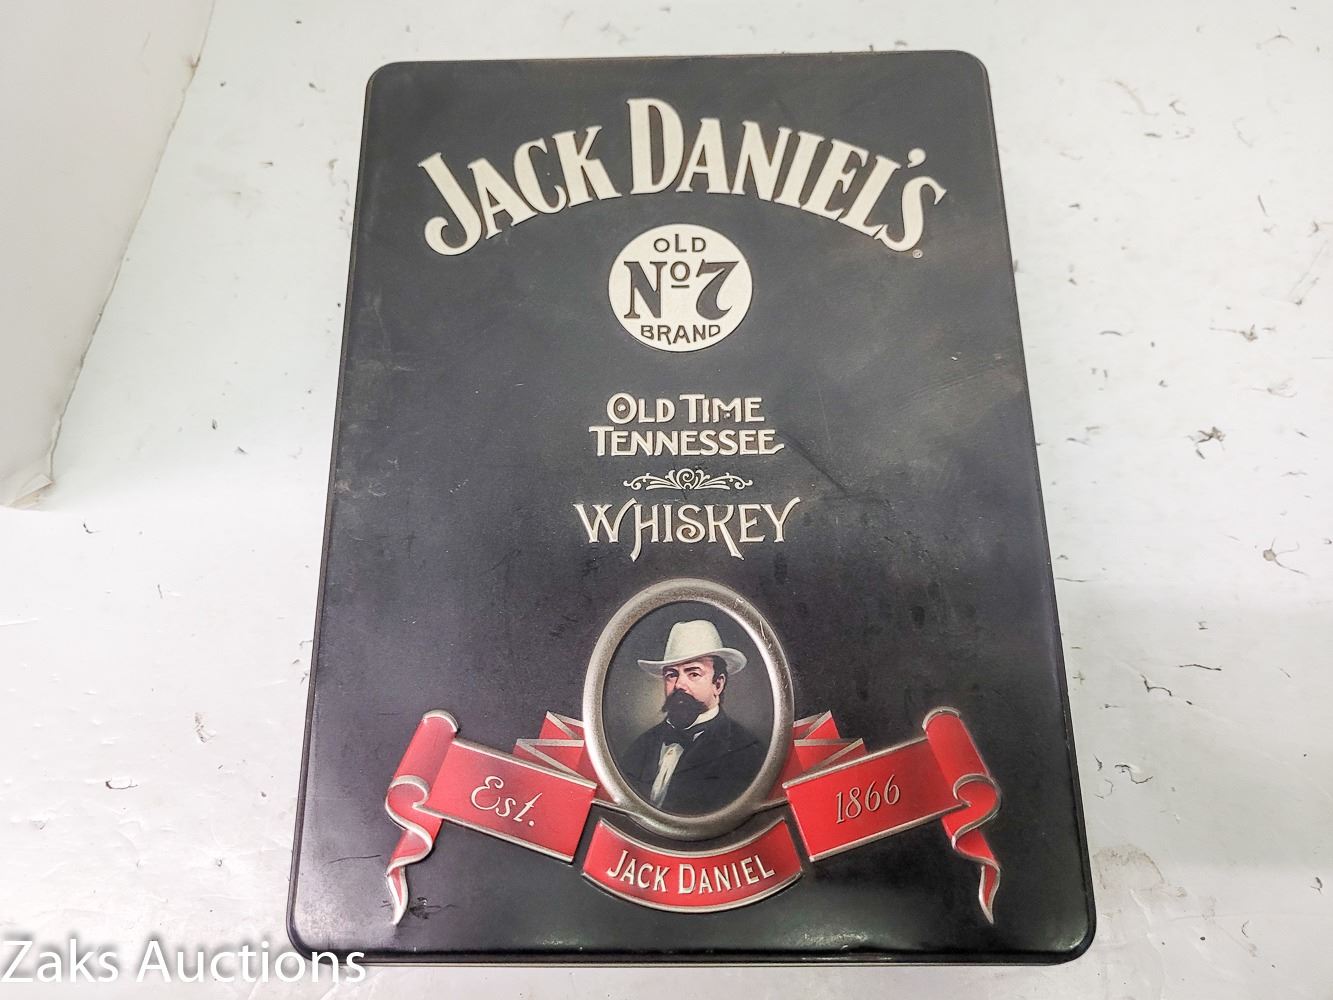 JACK DANIEL'S
OLD
No7
BRAND
OLD TIME
TENNESSEE
WHISKEY
Est.
1866
JACK DANIEL
Zaks Auctions